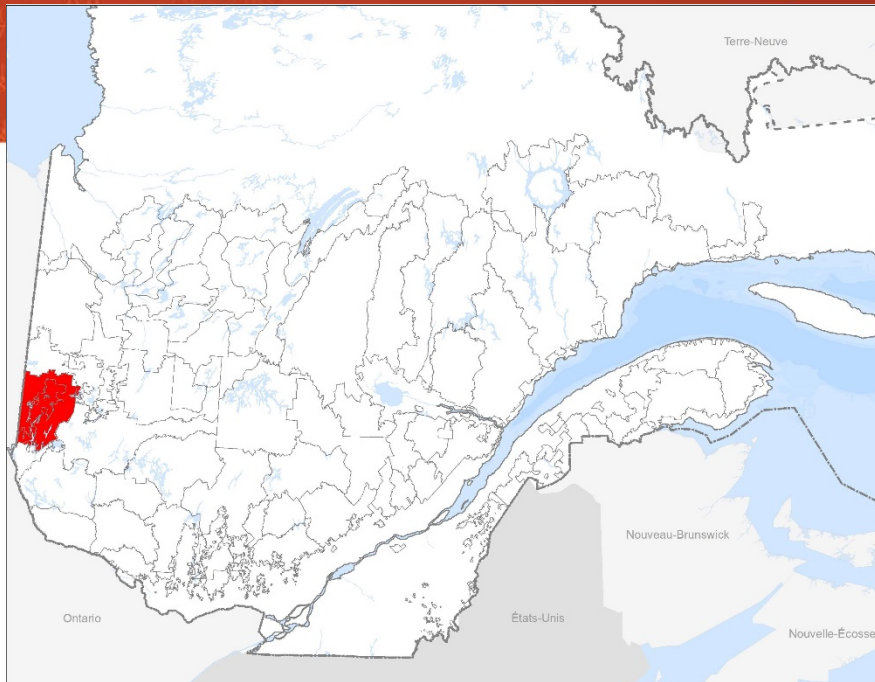 Terre-Neuve
Nouveau-Brunswick
Ontario
États-Unis
Nouvelle-Écosse